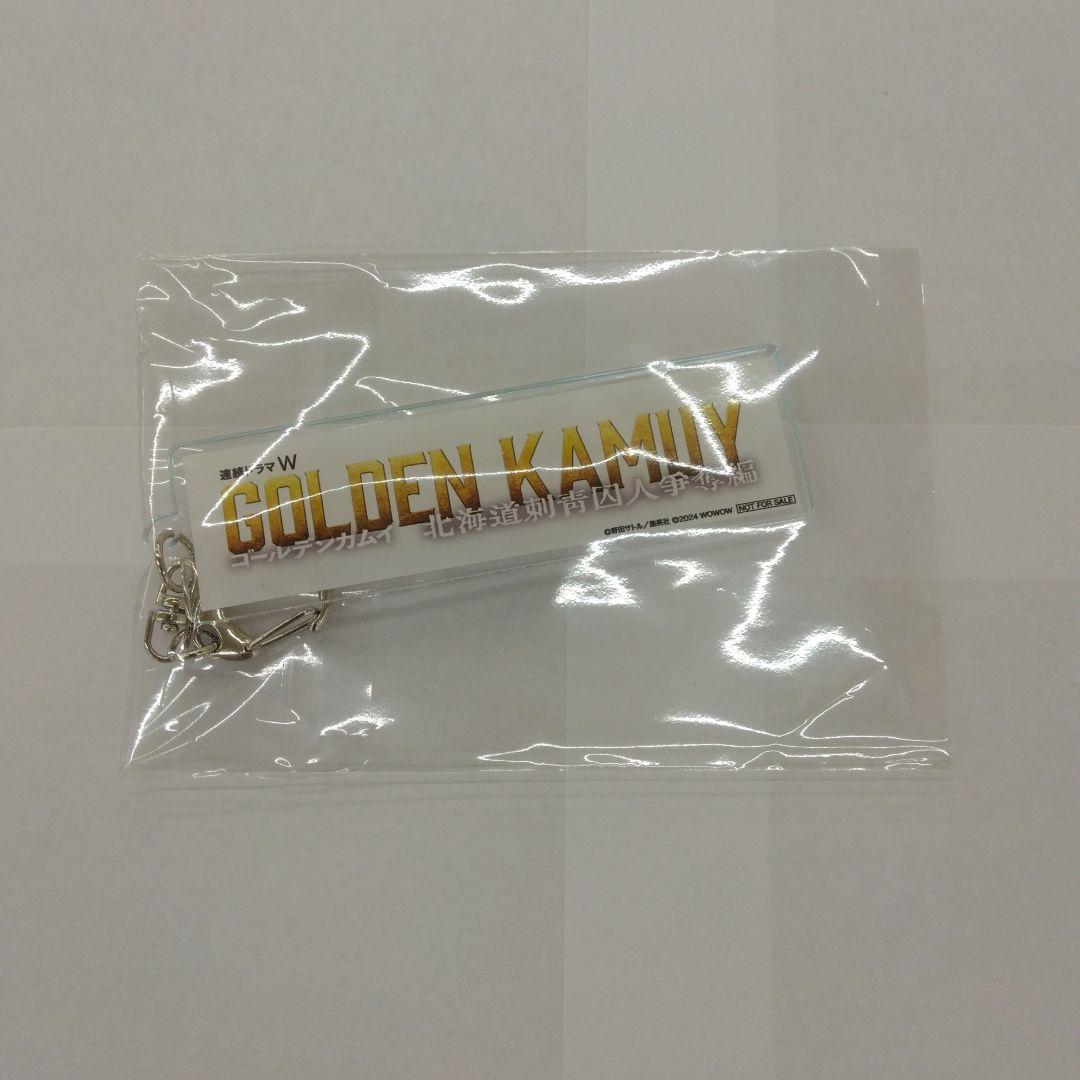 連続ドラマW
GOLDEN KAMUY
ゴールデンカムイ 北海道刺青囚人争奪編
©野田サトル/集英社 ©2024 WOWOW NOT FOR SALE